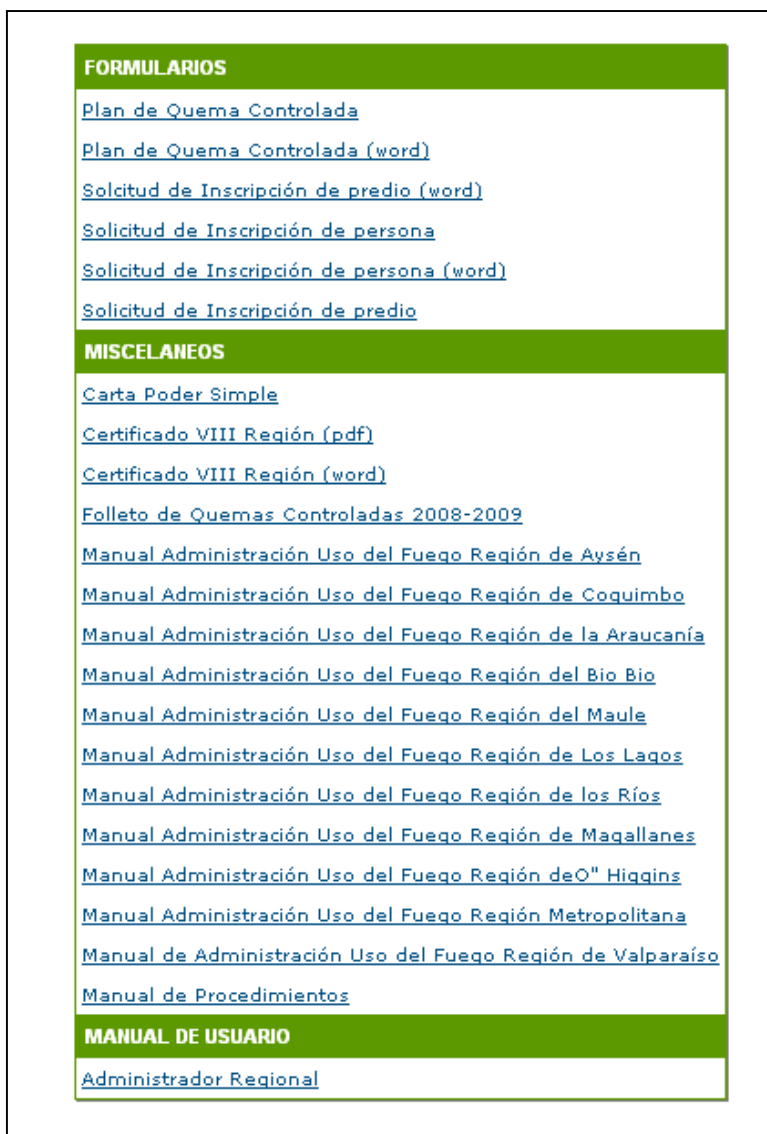 FORMULARIOS
Plan de Quema Controlada
Plan de Quema Controlada (word)
Solcitud de Inscripción de predio (word)
Solicitud de Inscripción de persona
Solicitud de Inscripción de persona (word)
Solicitud de Inscripción de predio
MISCELANEOS
Carta Poder Simple
Certificado VIII Región (pdf)
Certificado VIII Región (word)
Folleto de Quemas Controladas 2008-2009
Manual Administración Uso del Fuego Región de Aysén
Manual Administración Uso del Fuego Región de Coquimbo
Manual Administración Uso del Fuego Región de la Araucanía
Manual Administración Uso del Fuego Región del Bio Bio
Manual Administración Uso del Fuego Región del Maule
Manual Administración Uso del Fuego Región de Los Lagos
Manual Administración Uso del Fuego Región de los Ríos
Manual Administración Uso del Fuego Región de Magallanes
Manual Administración Uso del Fuego Región deO" Higgins
Manual Administración Uso del Fuego Región Metropolitana
Manual de Administración Uso del Fuego Región de Valparaíso
Manual de Procedimientos
MANUAL DE USUARIO
Administrador Regional